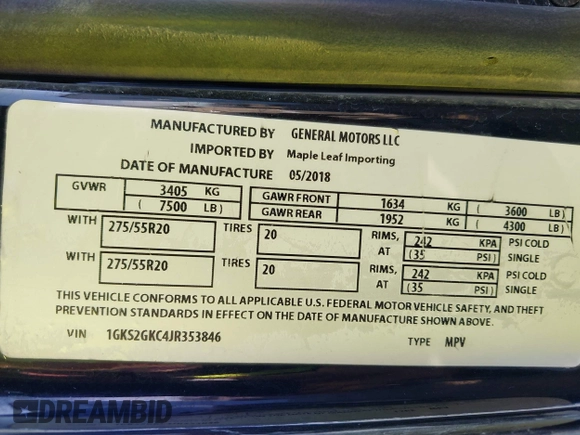 MANUFACTURED BY GENERAL MOTORS LLC
IMPORTED BY Maple Leaf Importing
DATE OF MANUFACTURE 05/2018
GVWR 3405 KG GAWR FRONT 1634 KG ( 3600 LB)
( 7500 LB) GAWR REAR 1952 KG ( 4300 LB)
WITH 275/55R20 TIRES 20 RIMS, 242 KPA PSI COLD
AT (35 PSI) SINGLE
WITH 275/55R20 TIRES 20 RIMS, 242 KPA PSI COLD
AT (35 PSI) SINGLE
THIS VEHICLE CONFORMS TO ALL APPLICABLE U.S. FEDERAL MOTOR VEHICLE SAFETY, AND THEFT
PREVENTION STANDARDS IN EFFECT ON THE DATE OF MANUFACTURE SHOWN ABOVE.
VIN 1GKS2GKC4JR353846 TYPE MPV
DREAMBID